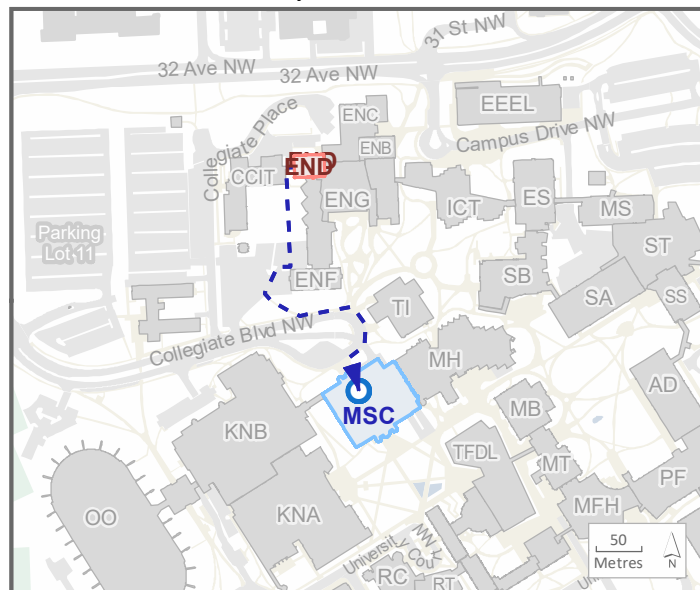 31 St NW
32 Ave NW
32 Ave NW
EEEL
Collegiate Place
ENC
Campus Drive NW
ENB
END
CCIT
ENG
ES
ICT
MS
Parking
Lot 11
ST
ENF
SB
SA
SS
TI
Collegiate Blvd NW
MH
AD
MSC
MB
KNB
TFDL
MT
PF
MFH
OO
KNA
50
Metres
N
RC
RT